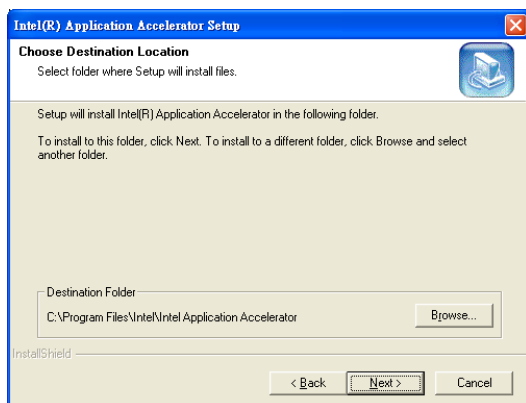 Intel(R) Application Accelerator Setup
Choose Destination Location
Select folder where Setup will install files.
Setup will install Intel(R) Application Accelerator in the following folder.
To install to this folder, click Next. To install to a different folder, click Browse and select
another folder.
Destination Folder
C:\Program Files\Intel\Intel Application Accelerator
Browse...
InstallShield
< Back
Next >
Cancel